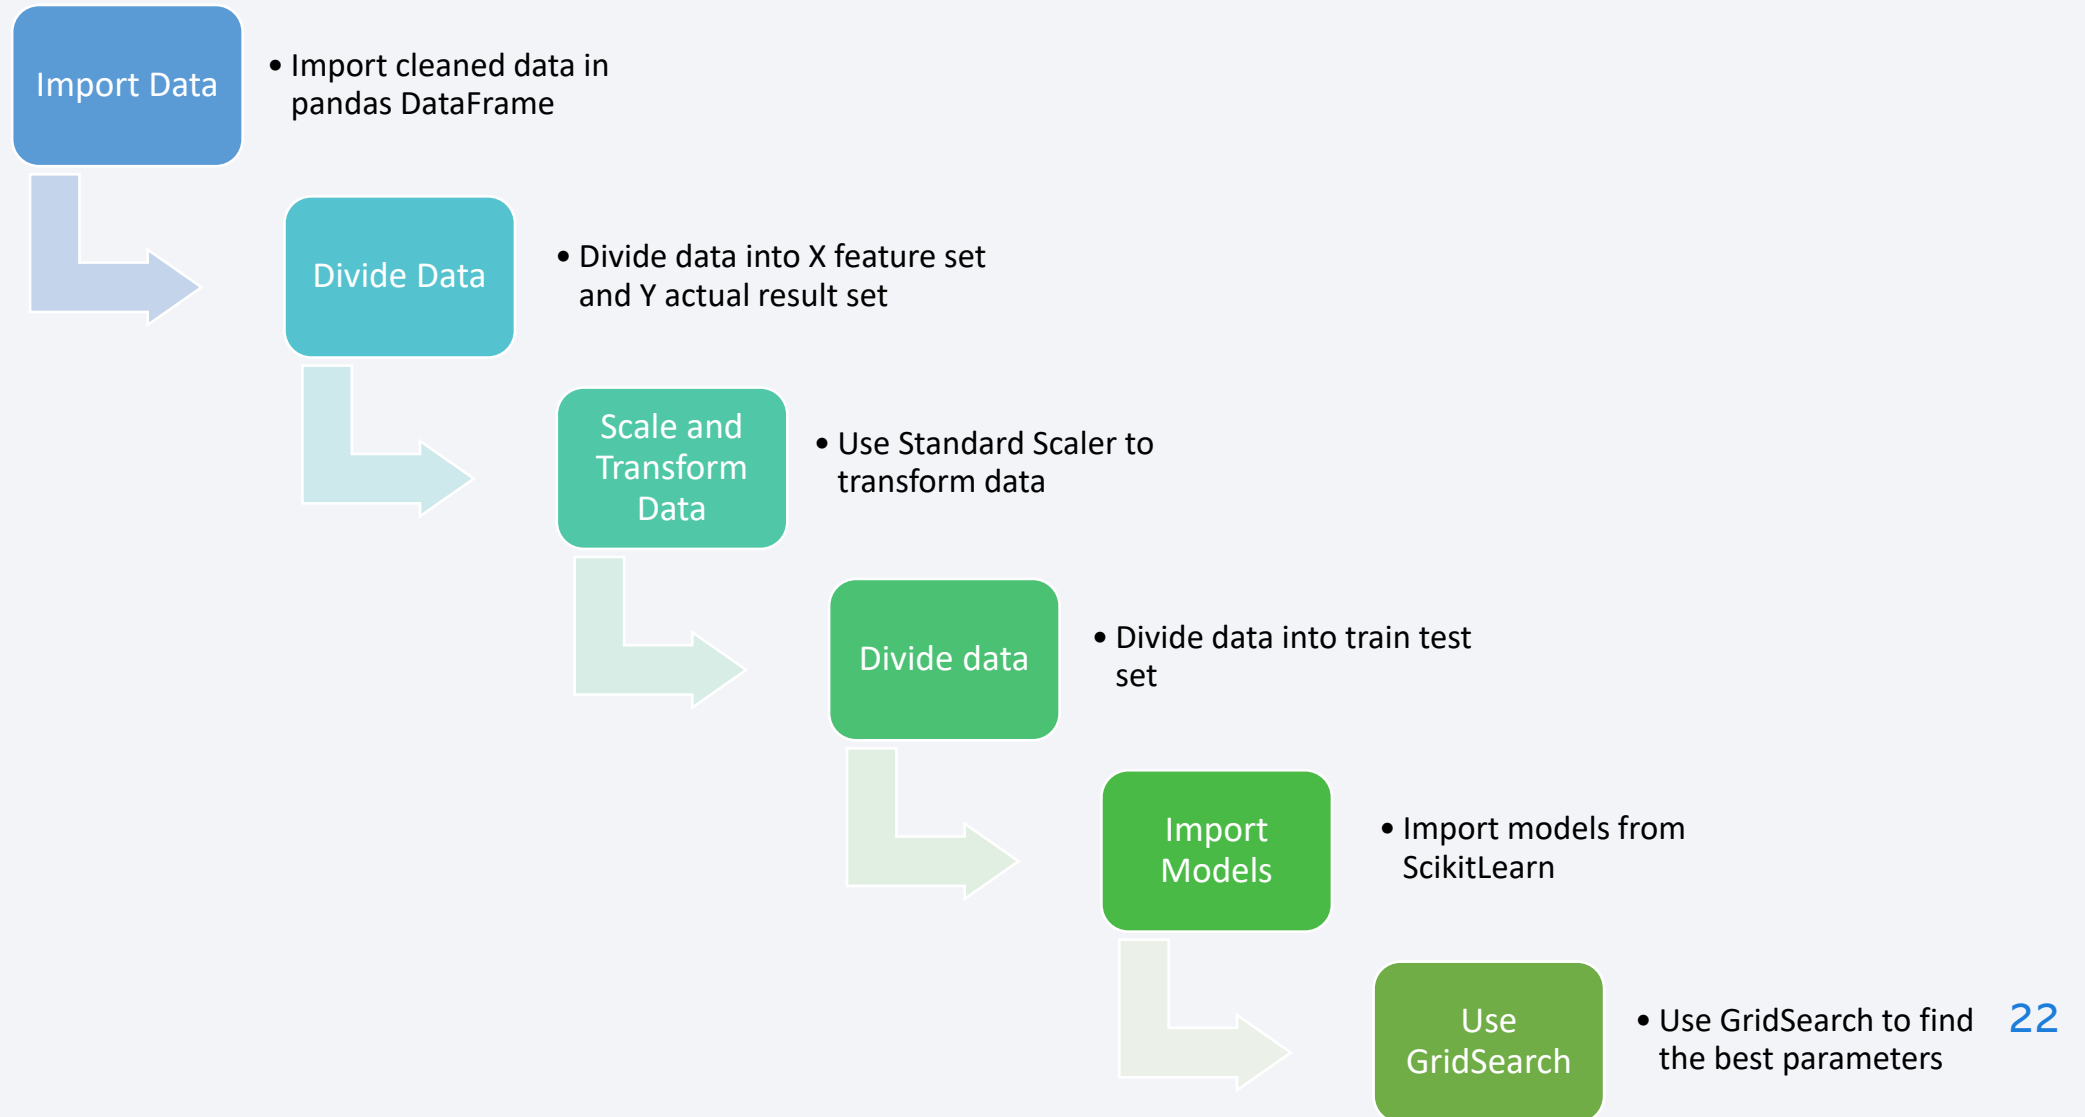 Import Data
• Import cleaned data in
pandas DataFrame
Divide Data
• Divide data into X feature set
and Y actual result set
Scale and
Transform
Data
• Use Standard Scaler to
transform data
Divide data
• Divide data into train test
set
Import
Models
• Import models from
ScikitLearn
Use
GridSearch
• Use GridSearch to find
the best parameters
22